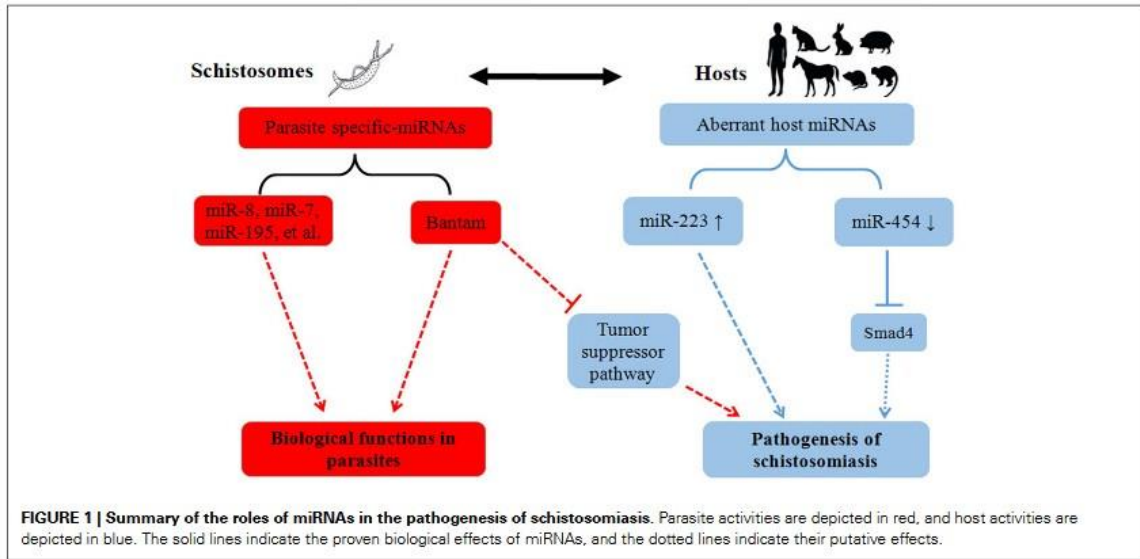 Schistosomes
Hosts
Parasite specific-miRNAs
Aberrant host miRNAs
miR-8, miR-7,
miR-195, et al.
Bantam
miR-223 ↑
miR-454 ↓
Tumor
suppressor
pathway
Smad4
Biological functions in
parasites
Pathogenesis of
schistosomiasis
FIGURE 1 | Summary of the roles of miRNAs in the pathogenesis of schistosomiasis. Parasite activities are depicted in red, and host activities are
depicted in blue. The solid lines indicate the proven biological effects of miRNAs, and the dotted lines indicate their putative effects.